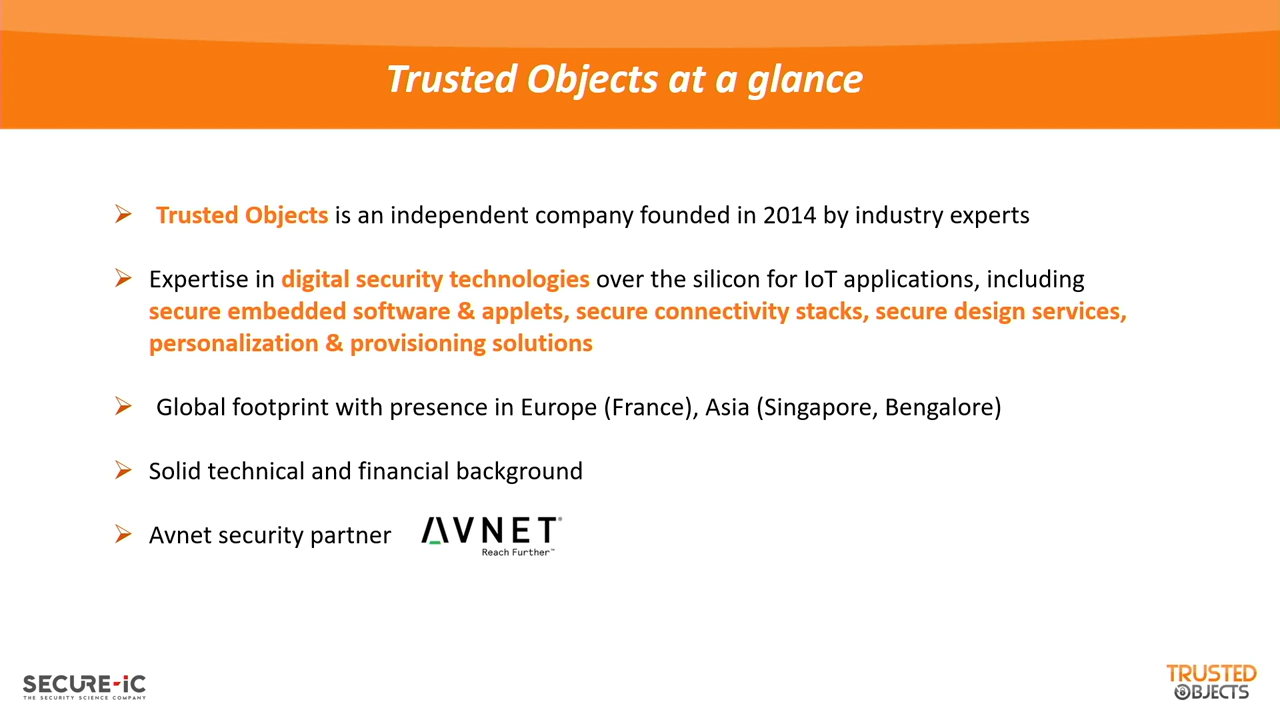 Trusted Objects at a glance
Trusted Objects is an independent company founded in 2014 by industry experts
Expertise in digital security technologies over the silicon for IoT applications, including
secure embedded software & applets, secure connectivity stacks, secure design services,
personalization & provisioning solutions
Global footprint with presence in Europe (France), Asia (Singapore, Bengalore)
Solid technical and financial background
Avnet security partner
AVNET®
Reach Further™
SECURE-iC
THE SECURITY SCIENCE COMPANY
TRUSTED
OBJECTS